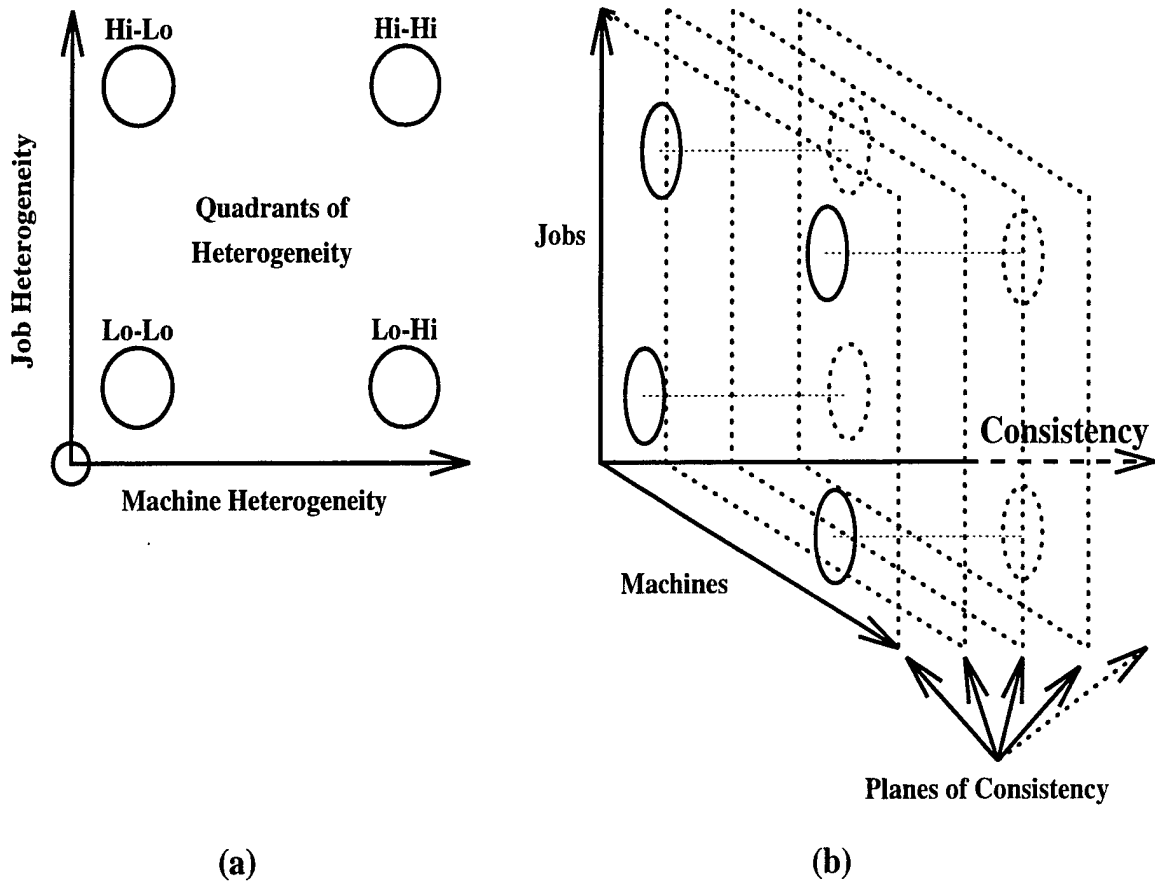 Hi-Lo
Hi-Hi
Job Heterogeneity
Quadrants of
Heterogeneity
Lo-Lo
Lo-Hi
Machine Heterogeneity
(a)
Jobs
Consistency
Machines
Planes of Consistency
(b)